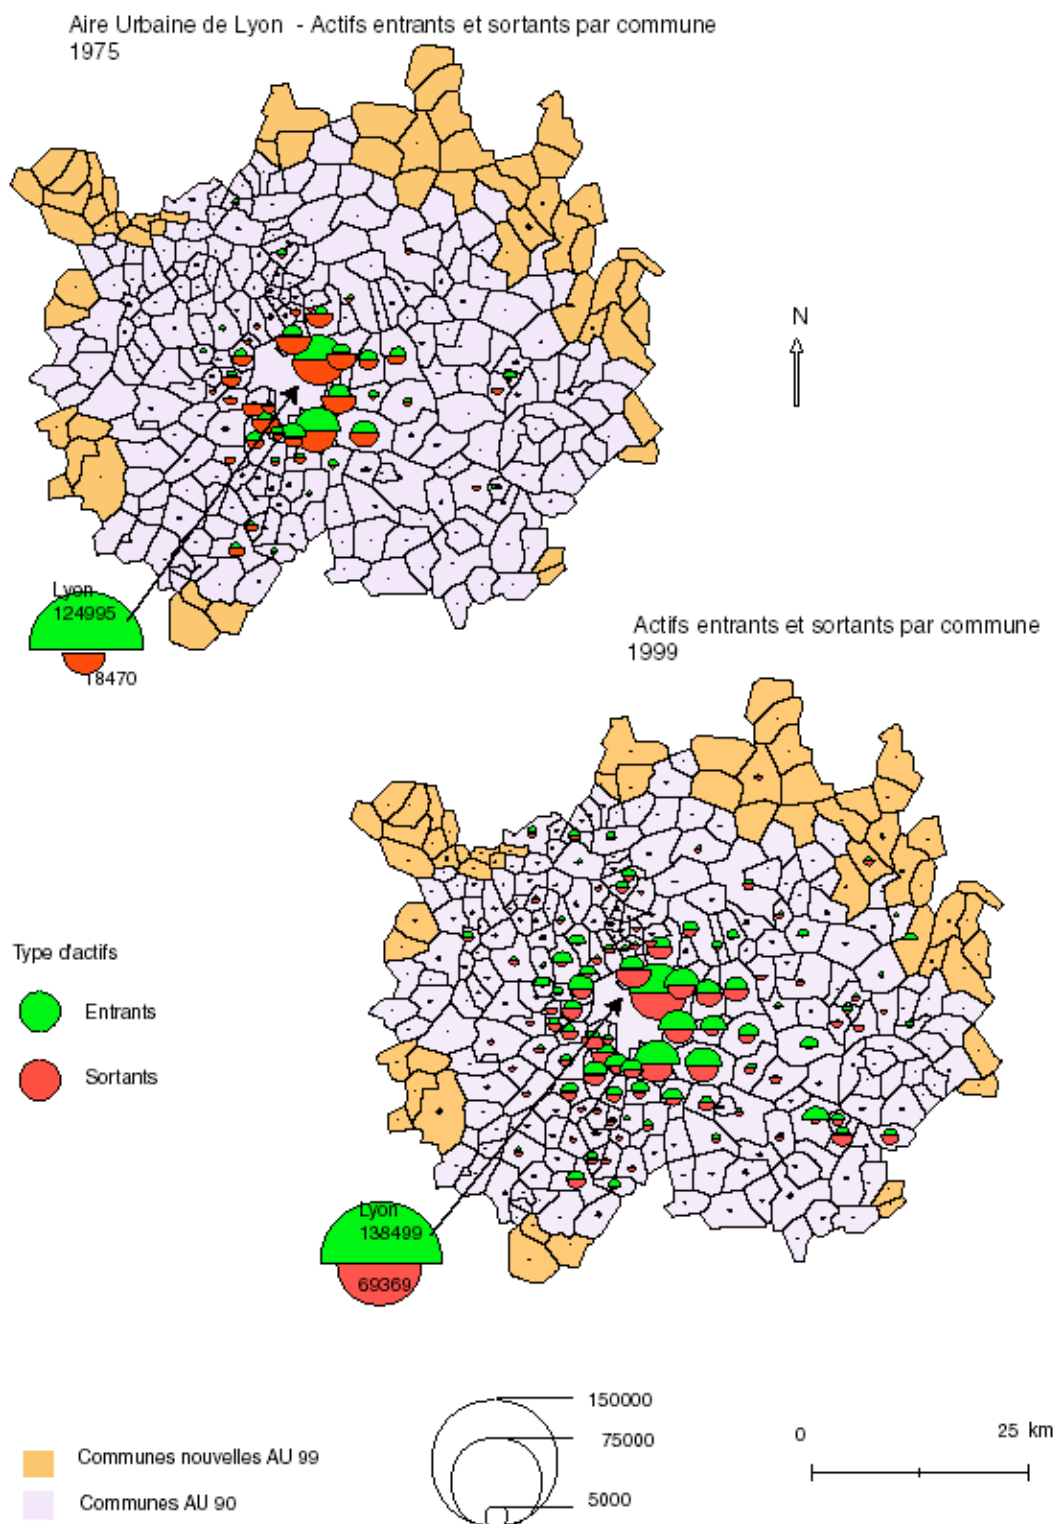 Aire Urbaine de Lyon - Actifs entrants et sortants par commune
1975
N
Lyon
124995
18470
Actifs entrants et sortants par commune
1999
Type d'actifs
Entrants
Sortants
Lyon
138499
69369
150000
75000
5000
0
25 km
Communes nouvelles AU 99
Communes AU 90